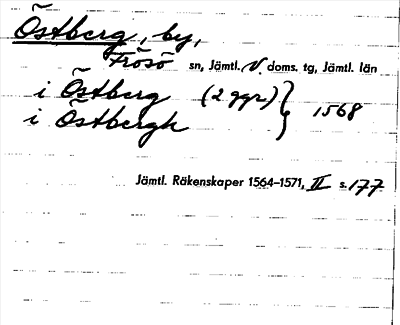 Östberg, by,
Frösö sn, Jämtl. V. doms. tg, Jämtl. län
i Östberg (2 ggr) } 1568
i Östbergh
Jämtl. Räkenskaper 1564–1571, II s. 177